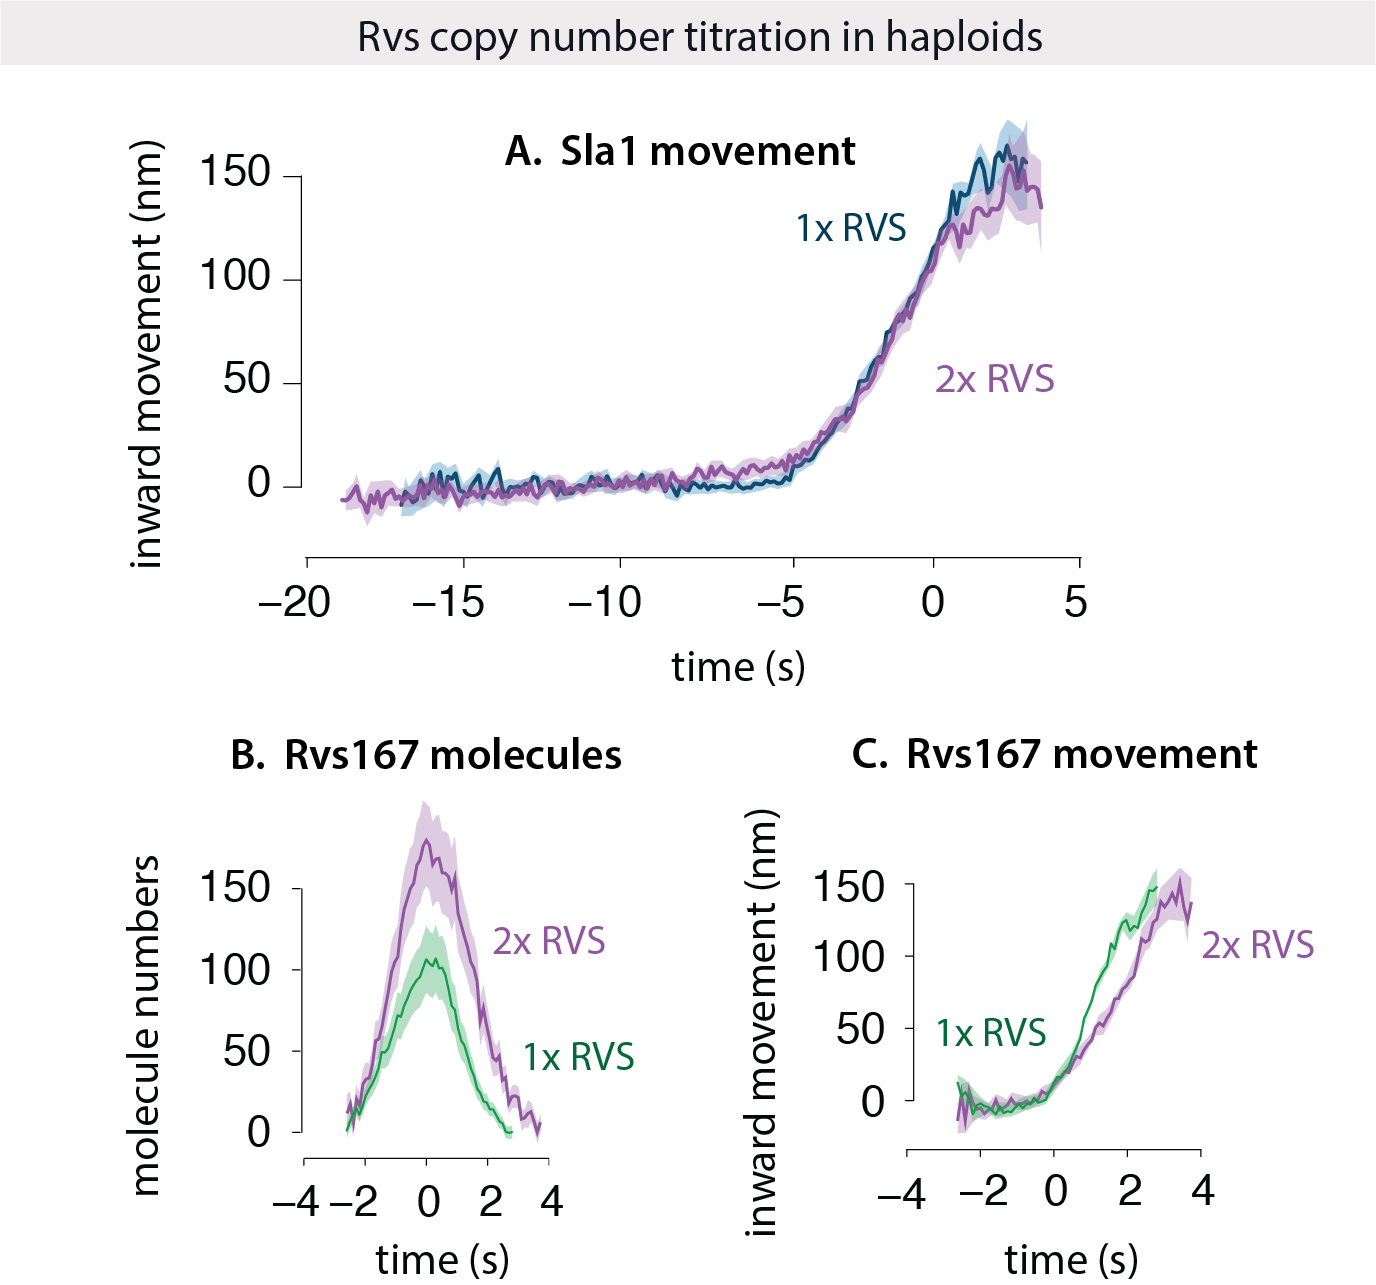 Rvs copy number titration in haploids
A. Sla1 movement
inward movement (nm)
150
100
50
0
1x RVS
2x RVS
−20 −15 −10 −5 0 5
time (s)
B. Rvs167 molecules
molecule numbers
150
100
50
0
2x RVS
1x RVS
−4 −2 0 2 4
time (s)
C. Rvs167 movement
inward movement (nm)
150
100
50
0
1x RVS
2x RVS
−4 −2 0 2 4
time (s)